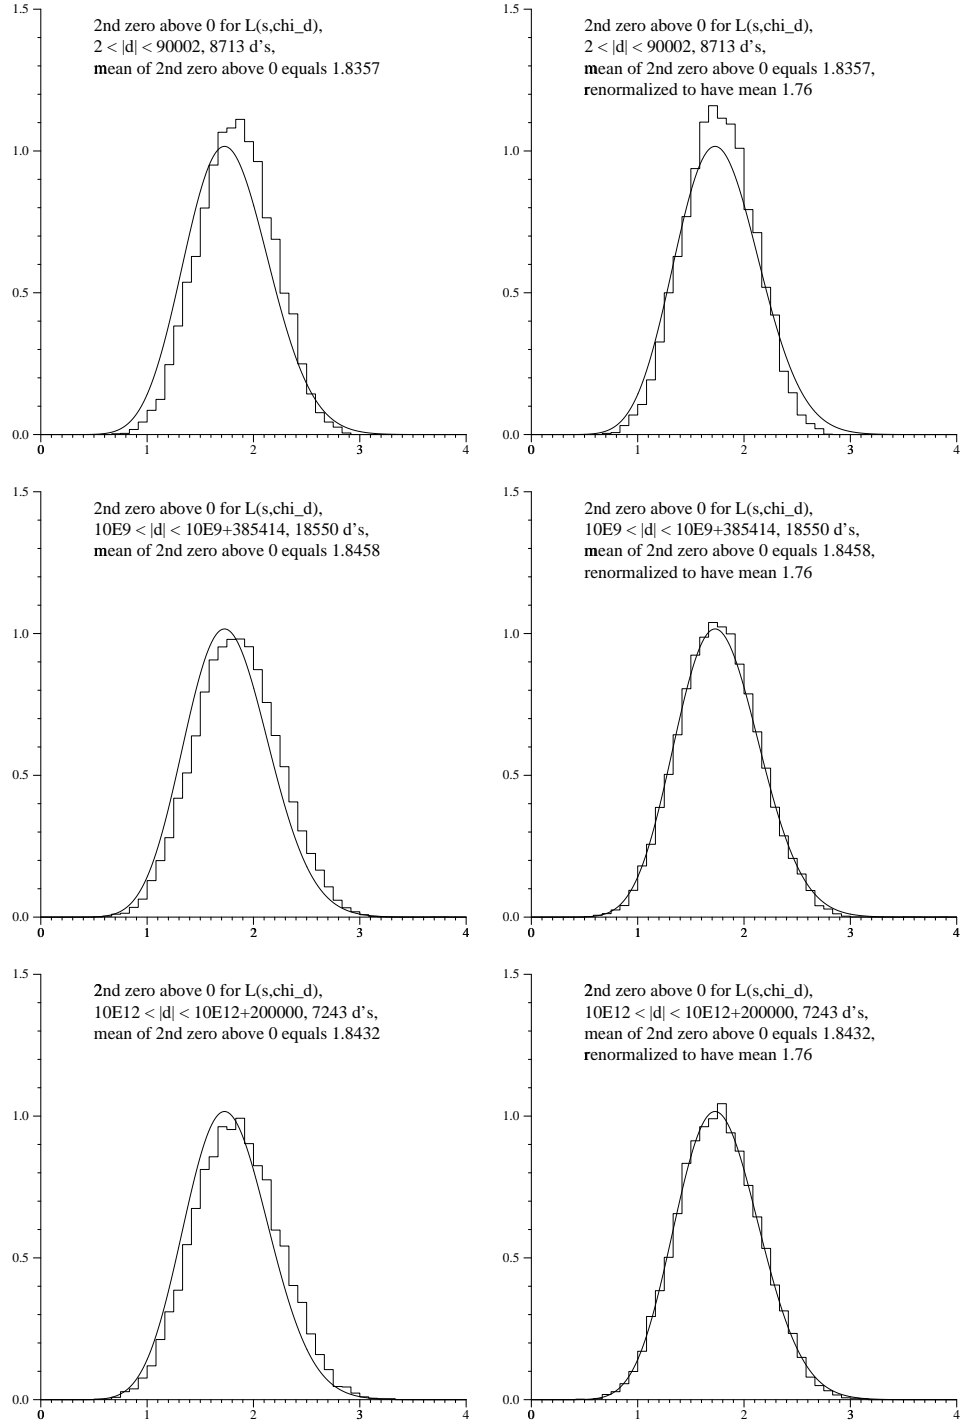 1.5
2nd zero above 0 for L(s,chi_d),
2 < |d| < 90002, 8713 d's,
mean of 2nd zero above 0 equals 1.8357
1.0
0.5
0.0
0 1 2 3 4
1.5
2nd zero above 0 for L(s,chi_d),
2 < |d| < 90002, 8713 d's,
mean of 2nd zero above 0 equals 1.8357,
renormalized to have mean 1.76
1.0
0.5
0.0
0 1 2 3 4
1.5
2nd zero above 0 for L(s,chi_d),
10E9 < |d| < 10E9+385414, 18550 d's,
mean of 2nd zero above 0 equals 1.8458
1.0
0.5
0.0
0 1 2 3 4
1.5
2nd zero above 0 for L(s,chi_d),
10E9 < |d| < 10E9+385414, 18550 d's,
mean of 2nd zero above 0 equals 1.8458,
renormalized to have mean 1.76
1.0
0.5
0.0
0 1 2 3 4
1.5
2nd zero above 0 for L(s,chi_d),
10E12 < |d| < 10E12+200000, 7243 d's,
mean of 2nd zero above 0 equals 1.8432
1.0
0.5
0.0
0 1 2 3 4
1.5
2nd zero above 0 for L(s,chi_d),
10E12 < |d| < 10E12+200000, 7243 d's,
mean of 2nd zero above 0 equals 1.8432,
renormalized to have mean 1.76
1.0
0.5
0.0
0 1 2 3 4